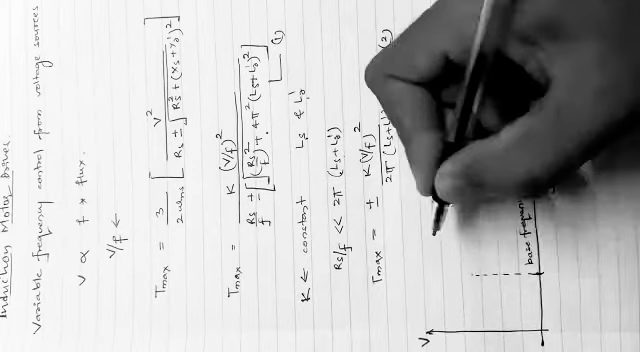 Induction Motor Drives.
Variable frequency control from voltage sources
V ∝ f * flux.
V/f ←
Tmax = 3/2ωms [ V²/Rs ± √Rs² + (Xs + Xr')² ]
Tmax = K (V/f)²/Rs/f ± [(Rs/f)² + 4π² (Ls+Lr')²] (1)
K ← constant Ls & Lr'
Rs/f << 2π (Ls+Lr')
Tmax = ± K(V/f)²/2π (Ls+L (2)
V
base frequen